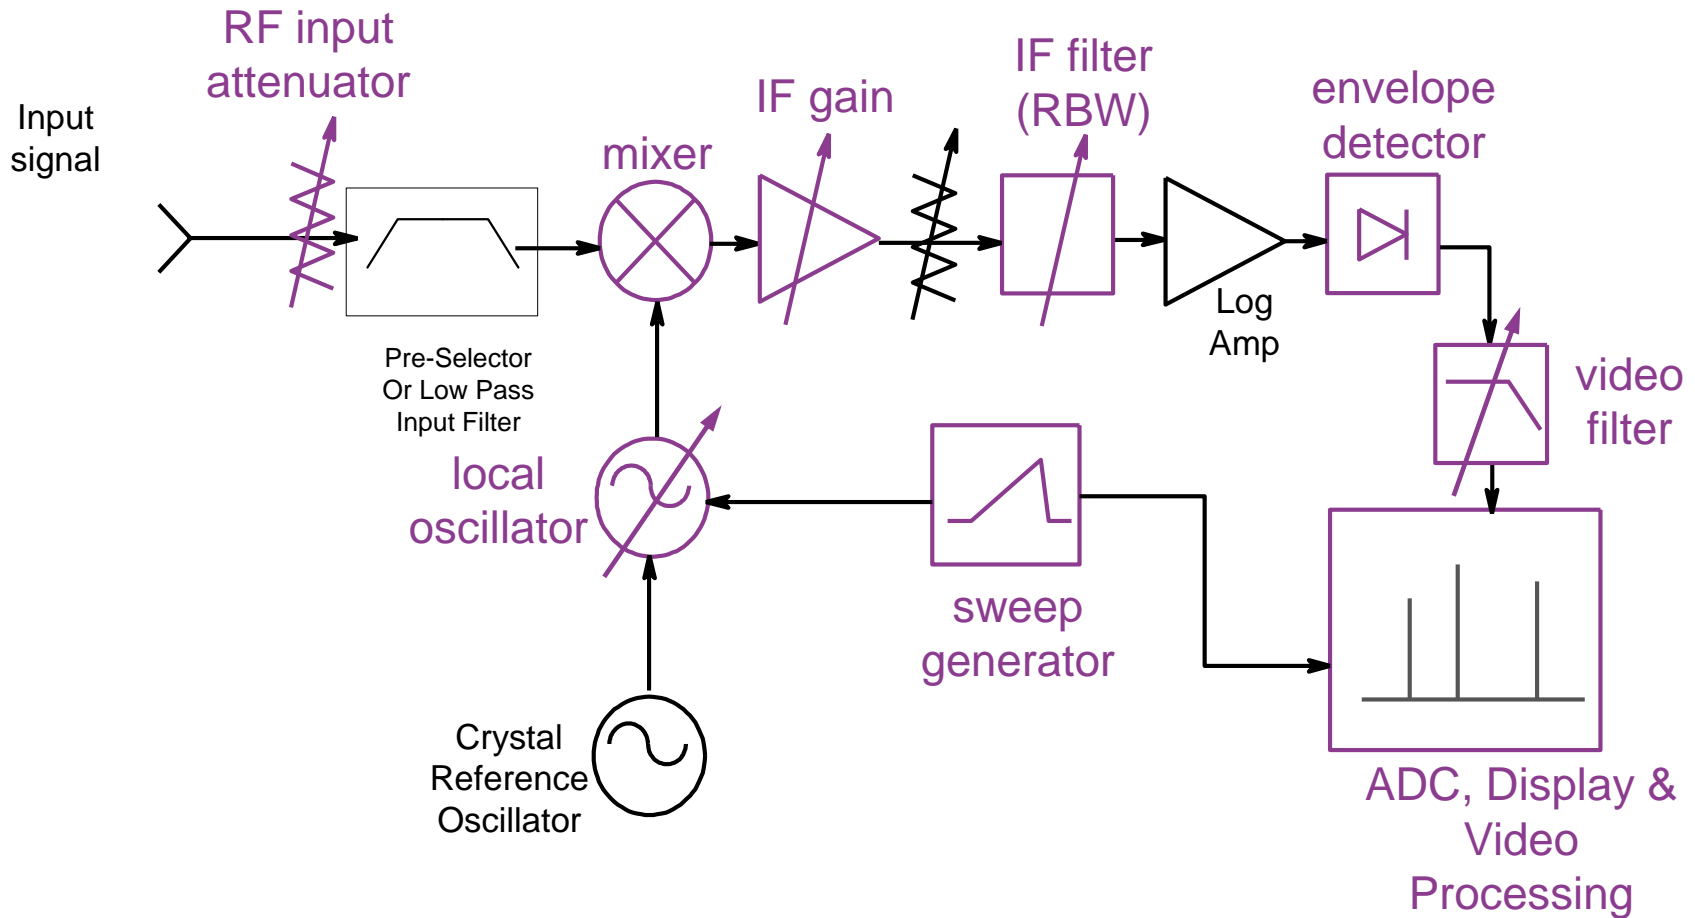 RF input
attenuator
Input
signal
mixer
IF gain
IF filter
(RBW)
envelope
detector
Log
Amp
Pre-Selector
Or Low Pass
Input Filter
video
filter
local
oscillator
sweep
generator
Crystal
Reference
Oscillator
ADC, Display &
Video
Processing